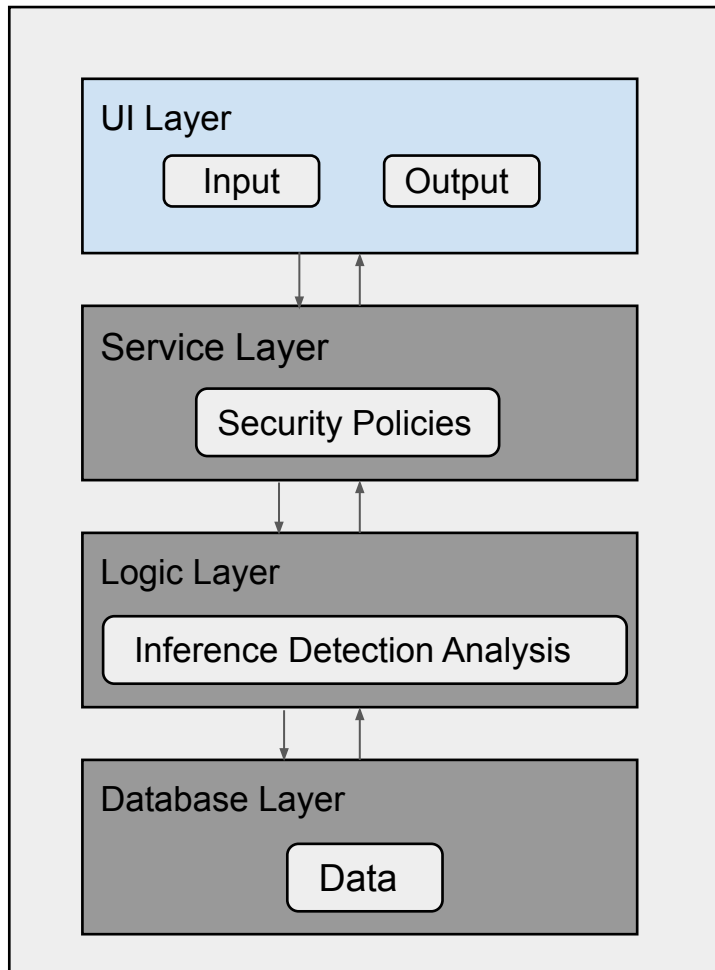 UI Layer
Input
Output
Service Layer
Security Policies
Logic Layer
Inference Detection Analysis
Database Layer
Data